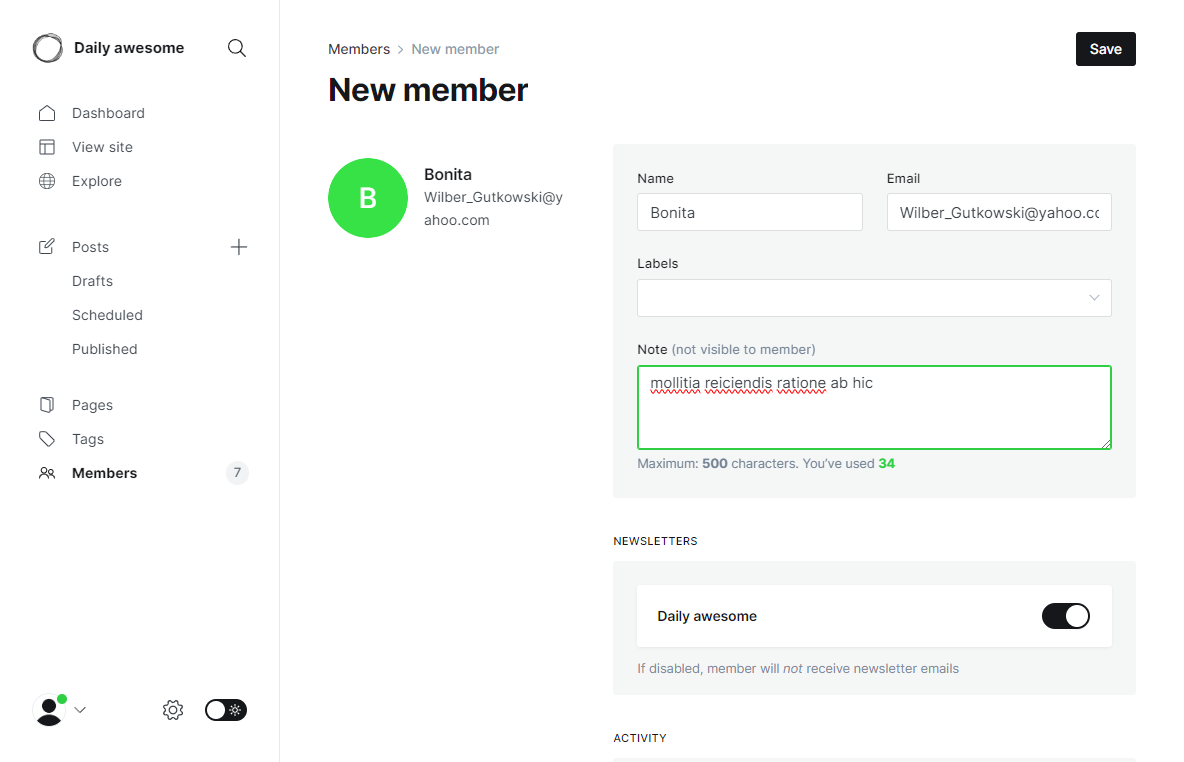 Daily awesome
Dashboard
View site
Explore
Posts
Drafts
Scheduled
Published
Pages
Tags
Members
7
Members > New member
Save
New member
B
Bonita
Wilber_Gutkowski@y
ahoo.com
Name
Email
Bonita
Wilber_Gutkowski@yahoo.cc
Labels
Note (not visible to member)
mollitia reiciendis ratione ab hic
Maximum: 500 characters. You've used 34
NEWSLETTERS
Daily awesome
If disabled, member will not receive newsletter emails
ACTIVITY